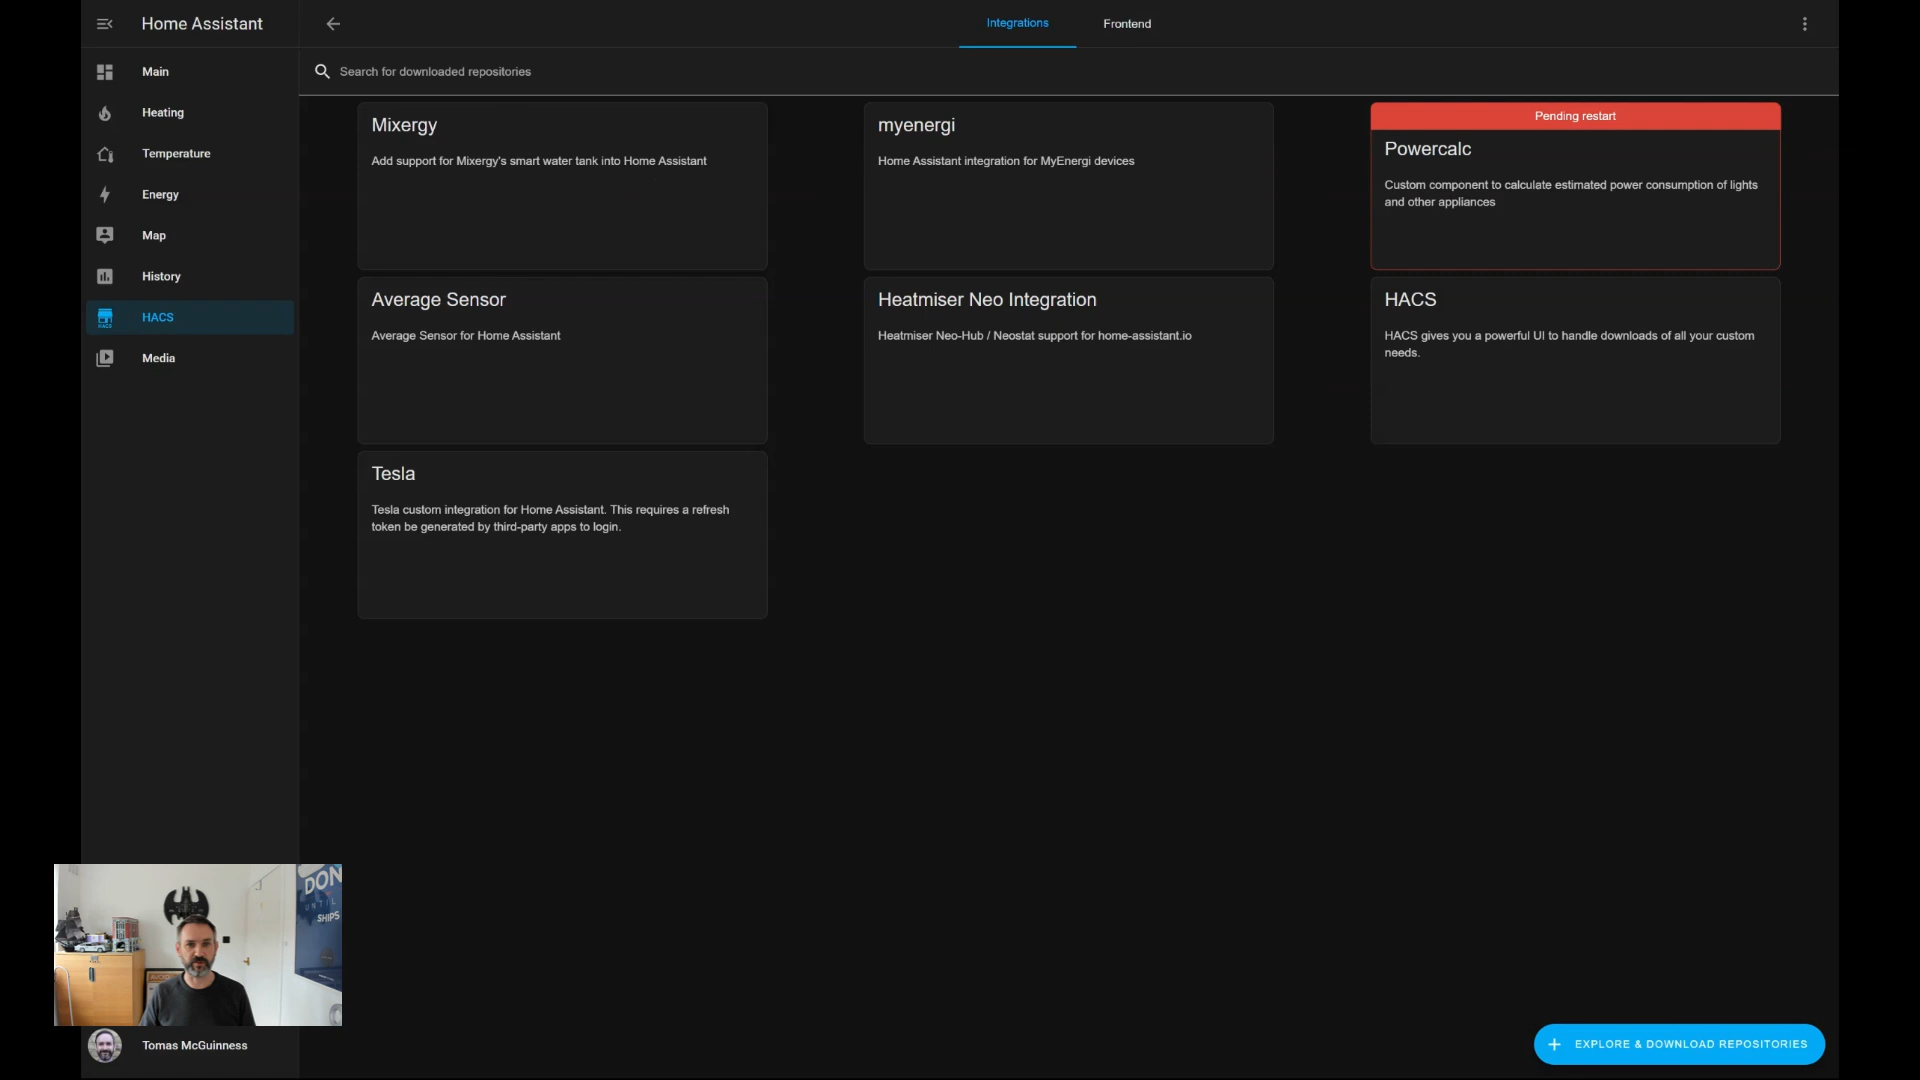 Home Assistant
Integrations
Frontend
Search for downloaded repositories
Main
Heating
Temperature
Energy
Map
History
HACS
HACS
Media
Mixergy
Add support for Mixergy's smart water tank into Home Assistant
myenergi
Home Assistant integration for MyEnergi devices
Pending restart
Powercalc
Custom component to calculate estimated power consumption of lights
and other appliances
Average Sensor
Average Sensor for Home Assistant
Heatmiser Neo Integration
Heatmiser Neo-Hub / Neostat support for home-assistant.io
HACS
HACS gives you a powerful UI to handle downloads of all your custom
needs.
Tesla
Tesla custom integration for Home Assistant. This requires a refresh
token be generated by third-party apps to login.
DON
UNTIL
SHIPS
Tomas McGuinness
EXPLORE & DOWNLOAD REPOSITORIES